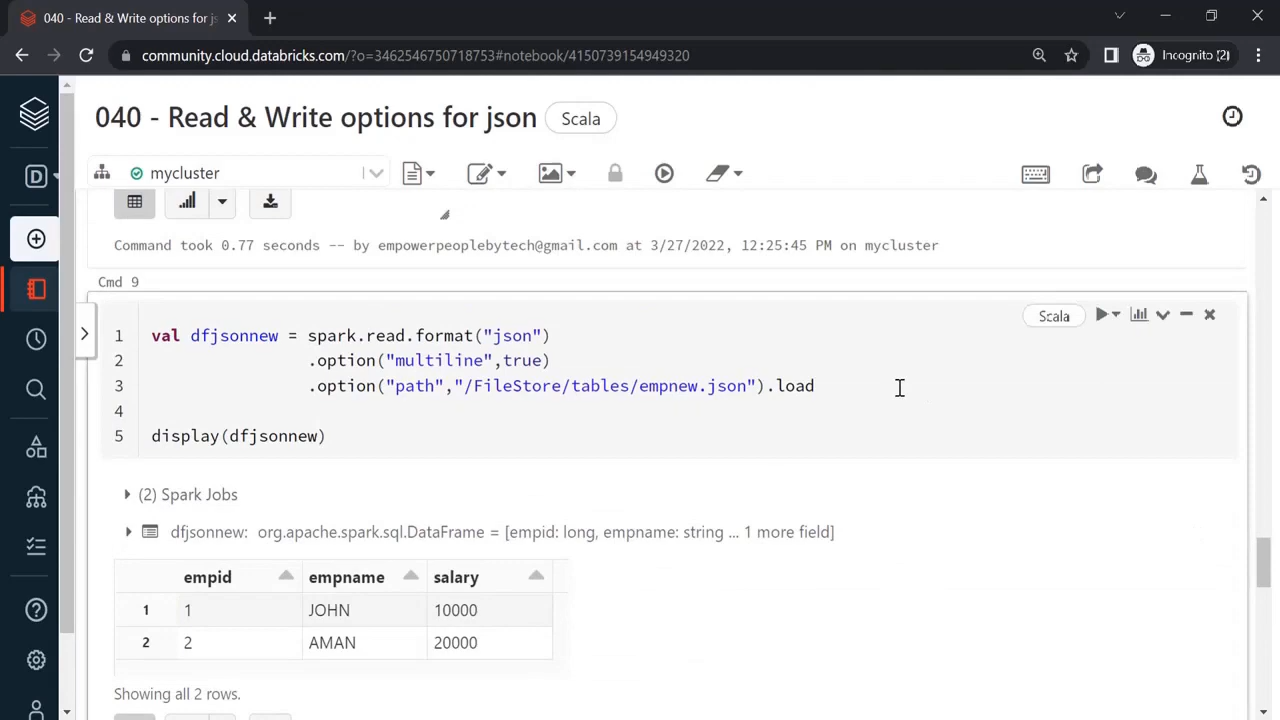 040 - Read & Write options for js
community.cloud.databricks.com/?o=3462546750718753#notebook/4150739154949320
Incognito (2)
040 - Read & Write options for json
Scala
D
mycluster
Command took 0.77 seconds -- by empowerpeoplebytech@gmail.com at 3/27/2022, 12:25:45 PM on mycluster
Cmd 9
Scala
1 val dfjsonnew = spark.read.format("json")
2 .option("multiline",true)
3 .option("path","/FileStore/tables/empnew.json").load
4
5 display(dfjsonnew)
(2) Spark Jobs
dfjsonnew: org.apache.spark.sql.DataFrame = [empid: long, empname: string ... 1 more field]
empid empname salary
1 1 JOHN 10000
2 2 AMAN 20000
Showing all 2 rows.